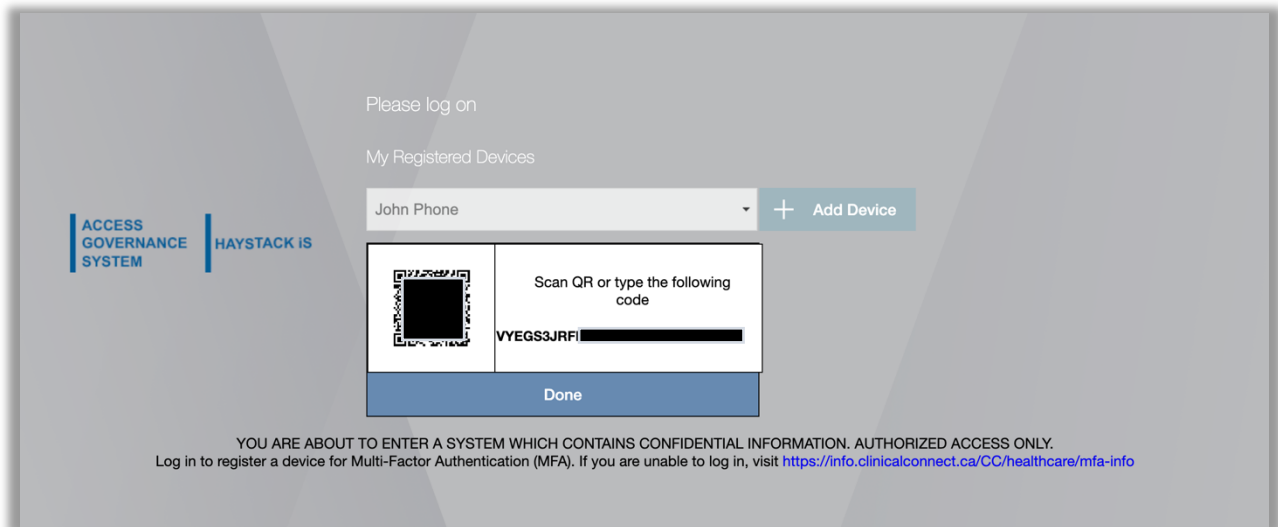 Please log on
My Registered Devices
John Phone
Add Device
ACCESS
GOVERNANCE
SYSTEM
HAYSTACK iS
Scan QR or type the following
code
VYEGS3JRF
Done
YOU ARE ABOUT TO ENTER A SYSTEM WHICH CONTAINS CONFIDENTIAL INFORMATION. AUTHORIZED ACCESS ONLY.
Log in to register a device for Multi-Factor Authentication (MFA). If you are unable to log in, visit https://info.clinicalconnect.ca/CC/healthcare/mfa-info